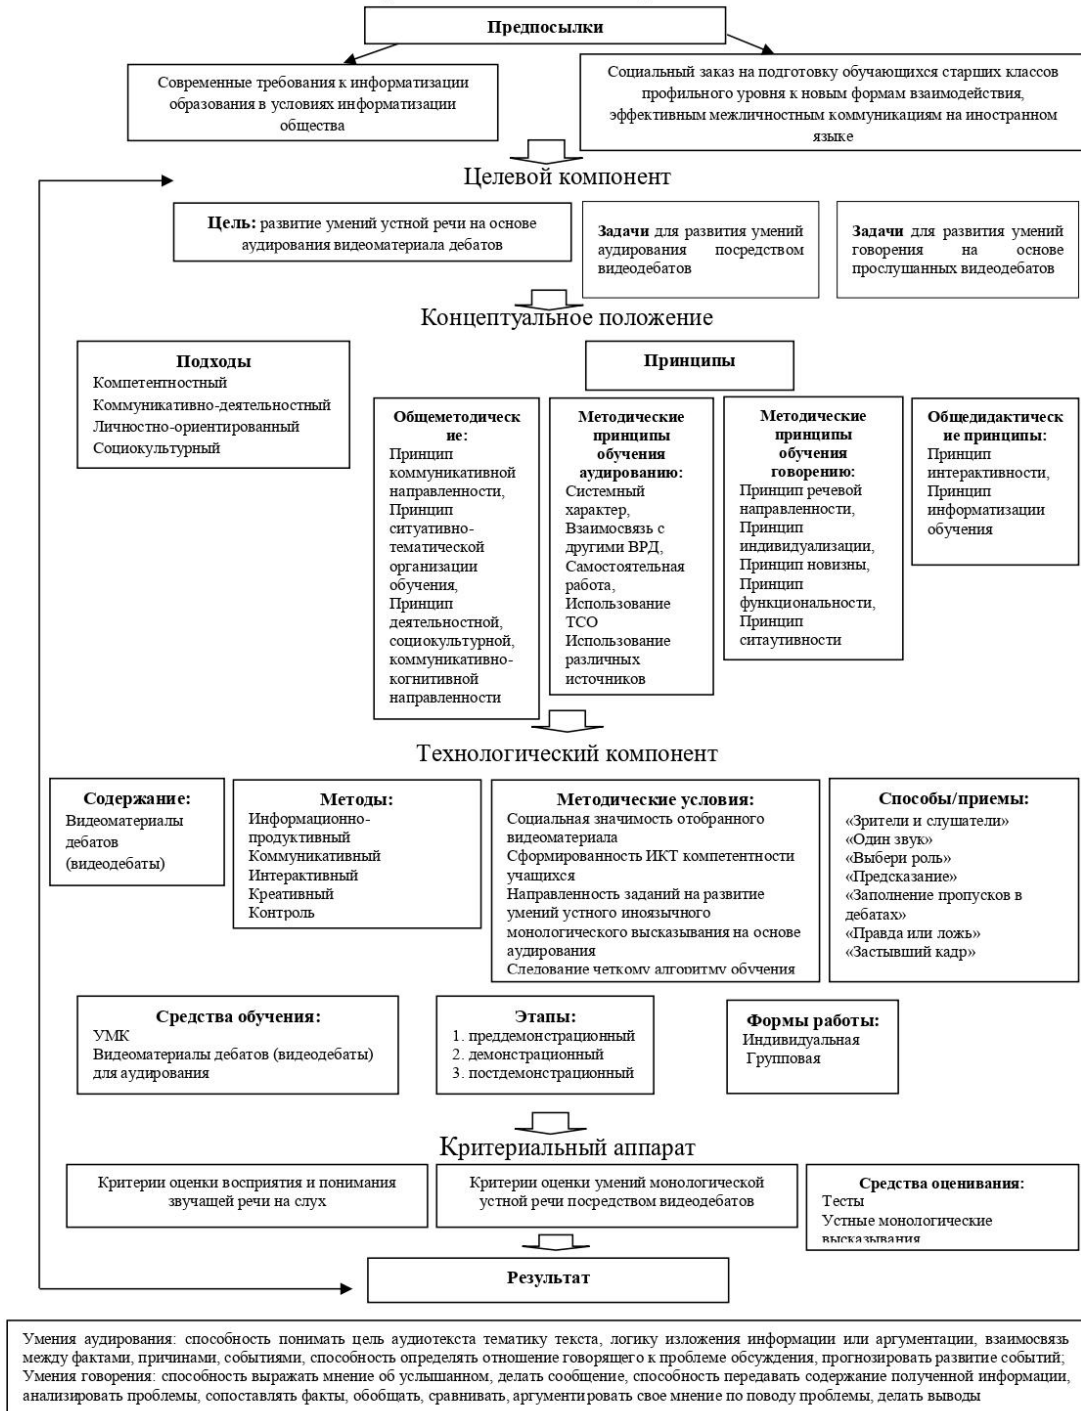 Предпосылки
Современные требования к информатизации
образования в условиях информатизации
общества
Социальный заказ на подготовку обучающихся старших классов
профильного уровня к новым формам взаимодействия,
эффективным межличностным коммуникациям на иностранном
языке
Целевой компонент
Цель: развитие умений устной речи на основе
аудирования видеоматериала дебатов
Задачи для развития умений
аудирования посредством
видеодебатов
Задачи для развития умений
говорения на основе
прослушанных видеодебатов
Концептуальное положение
Подходы
Компетентностный
Коммуникативно-деятельностный
Личностно-ориентированный
Социокультурный
Принципы
Общеметодическ
ие:
Принцип
коммуникативной
направленности,
Принцип
ситуативно-
тематической
организации
обучения,
Принцип
деятельностной,
социокультурной,
коммуникативно-
когнитивной
направленности
Методические
принципы
обучения
аудированию:
Системный
характер,
Взаимосвязь с
другими ВРД,
Самостоятельная
работа,
Использование
ТСО
Использование
различных
источников
Методические
принципы
обучения
говорению:
Принцип речевой
направленности,
Принцип
индивидуализации,
Принцип новизны,
Принцип
функциональности,
Принцип
ситаутивности
Общедидактическ
ие принципы:
Принцип
интерактивности,
Принцип
информатизации
обучения
Технологический компонент
Содержание:
Видеоматериалы
дебатов
(видеодебаты)
Методы:
Информационно-
продуктивный
Коммуникативный
Интерактивный
Креативный
Контроль
Методические условия:
Социальная значимость отобранного
видеоматериала
Сформированность ИКТ компетентности
учащихся
Направленность заданий на развитие
умений устного иноязычного
монологического высказывания на основе
аудирования
Следование четкому алгоритму обучения
Способы/приемы:
«Зрители и слушатели»
«Один звук»
«Выбери роль»
«Предсказание»
«Заполнение пропусков в
дебатах»
«Правда или ложь»
«Застывший кадр»
Средства обучения:
УМК
Видеоматериалы дебатов (видеодебаты)
для аудирования
Этапы:
1. преддемонстрационный
2. демонстрационный
3. постдемонстрационный
Формы работы:
Индивидуальная
Групповая
Критериальный аппарат
Критерии оценки восприятия и понимания
звучащей речи на слух
Критерии оценки умений монологической
устной речи посредством видеодебатов
Средства оценивания:
Тесты
Устные монологические
высказывания
Результат
Умения аудирования: способность понимать цель аудиотекста тематику текста, логику изложения информации или аргументации, взаимосвязь
между фактами, причинами, событиями, способность определять отношение говорящего к проблеме обсуждения, прогнозировать развитие событий;
Умения говорения: способность выражать мнение об услышанном, делать сообщение, способность передавать содержание полученной информации,
анализировать проблемы, сопоставлять факты, обобщать, сравнивать, аргументировать свое мнение по поводу проблемы, делать выводы